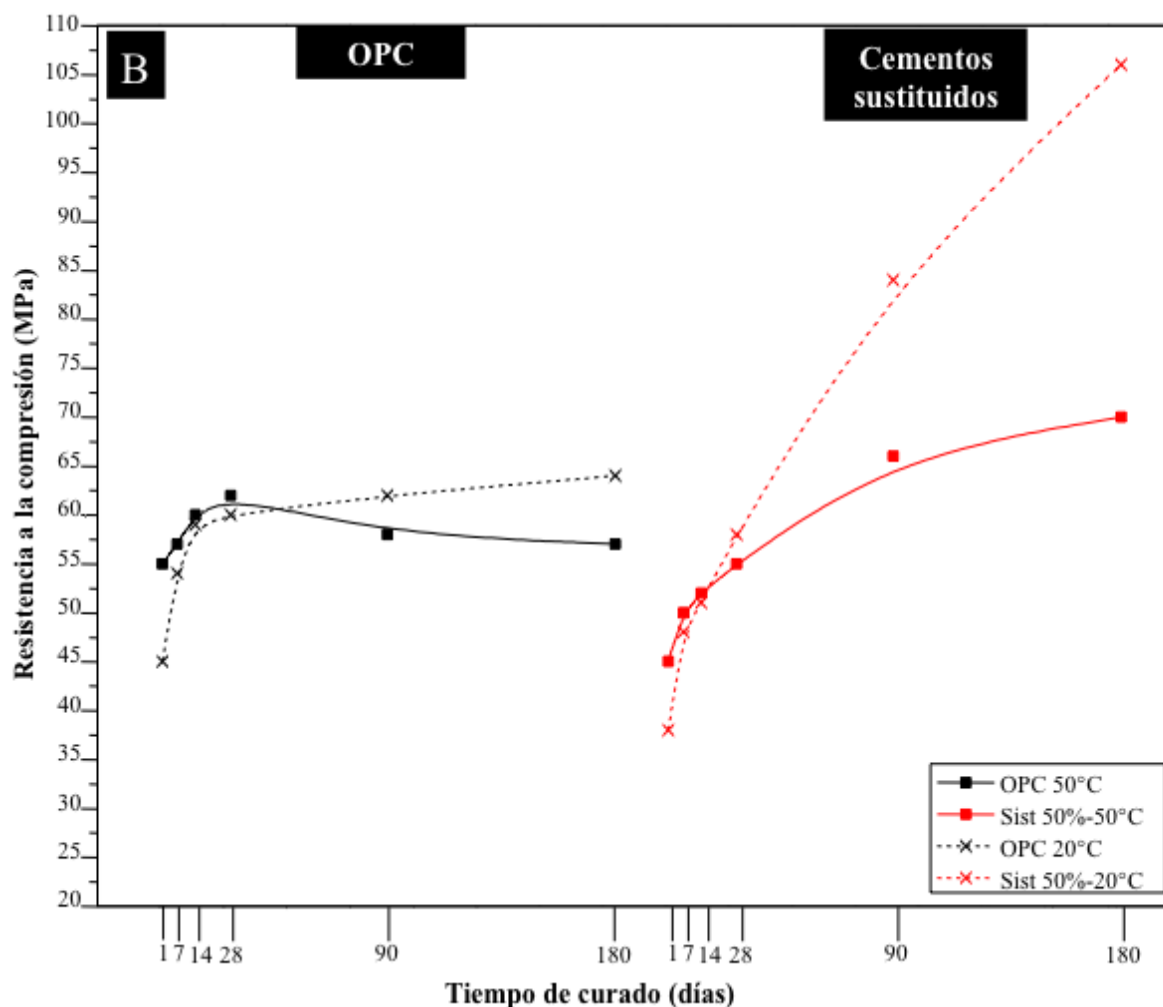 B
OPC
Cementos
sustituidos
Resistencia a la compresión (MPa)
110
105
100
95
90
85
80
75
70
65
60
55
50
45
40
35
30
25
20
OPC 50°C
Sist 50%-50°C
OPC 20°C
Sist 50%-20°C
1 7 14 28 90 180 1 7 14 28 90 180
Tiempo de curado (días)